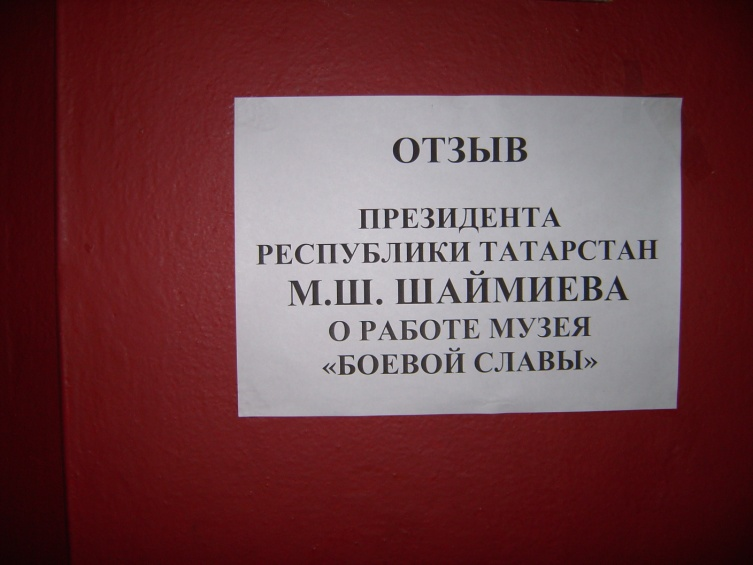 ОТЗЫВ
ПРЕЗИДЕНТА
РЕСПУБЛИКИ ТАТАРСТАН
М.Ш. ШАЙМИЕВА
О РАБОТЕ МУЗЕЯ
«БОЕВОЙ СЛАВЫ»